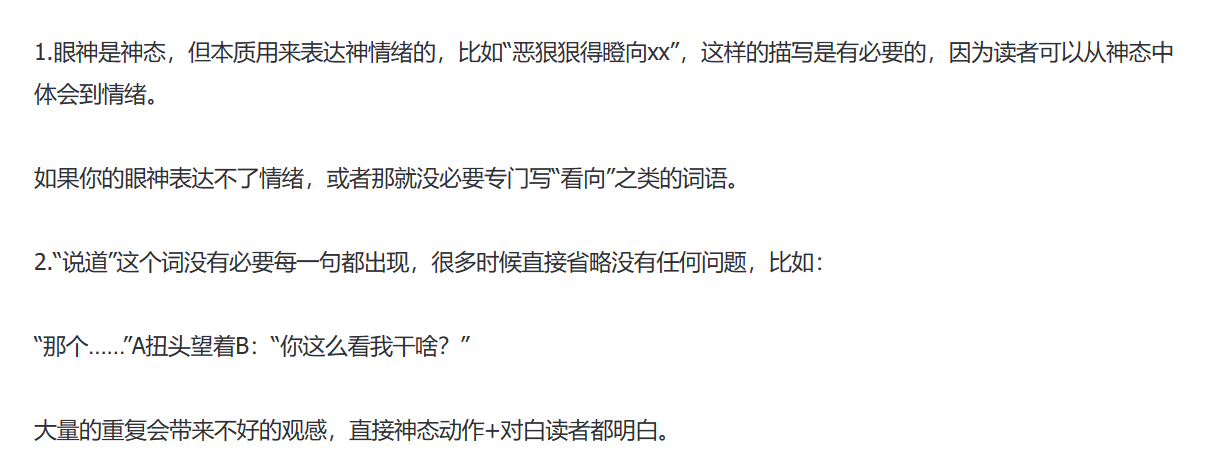 1.眼神是神态，但本质用来表达神情绪的，比如“恶狠狠得瞪向xx”，这样的描写是有必要的，因为读者可以从神态中
体会到情绪。
如果你的眼神表达不了情绪，或者那就没必要专门写“看向”之类的词语。
2.“说道”这个词没有必要每一句都出现，很多时候直接省略没有任何问题，比如：
“那个……”A扭头望着B：“你这么看我干啥？”
大量的重复会带来不好的观感，直接神态动作+对白读者都明白。